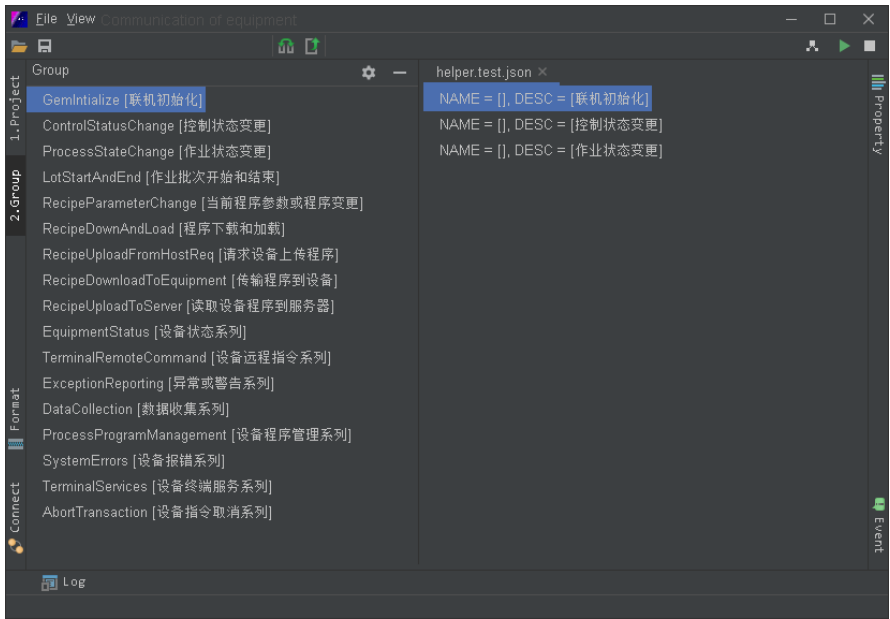 File View Communication of equipment
Group
helper.test.json
1.Project
2.Group
Format
Connect
GemIntialize [联机初始化]
ControlStatusChange [控制状态变更]
ProcessStateChange [作业状态变更]
LotStartAndEnd [作业批次开始和结束]
RecipeParameterChange [当前程序参数或程序变更]
RecipeDownAndLoad [程序下载和加载]
RecipeUploadFromHostReq [请求设备上传程序]
RecipeDownloadToEquipment [传输程序到设备]
RecipeUploadToServer [读取设备程序到服务器]
EquipmentStatus [设备状态系列]
TerminalRemoteCommand [设备远程指令系列]
ExceptionReporting [异常或警告系列]
DataCollection [数据收集系列]
ProcessProgramManagement [设备程序管理系列]
SystemErrors [设备报错系列]
TerminalServices [设备终端服务系列]
AbortTransaction [设备指令取消系列]
NAME = [], DESC = [联机初始化]
NAME = [], DESC = [控制状态变更]
NAME = [], DESC = [作业状态变更]
Property
Event
Log